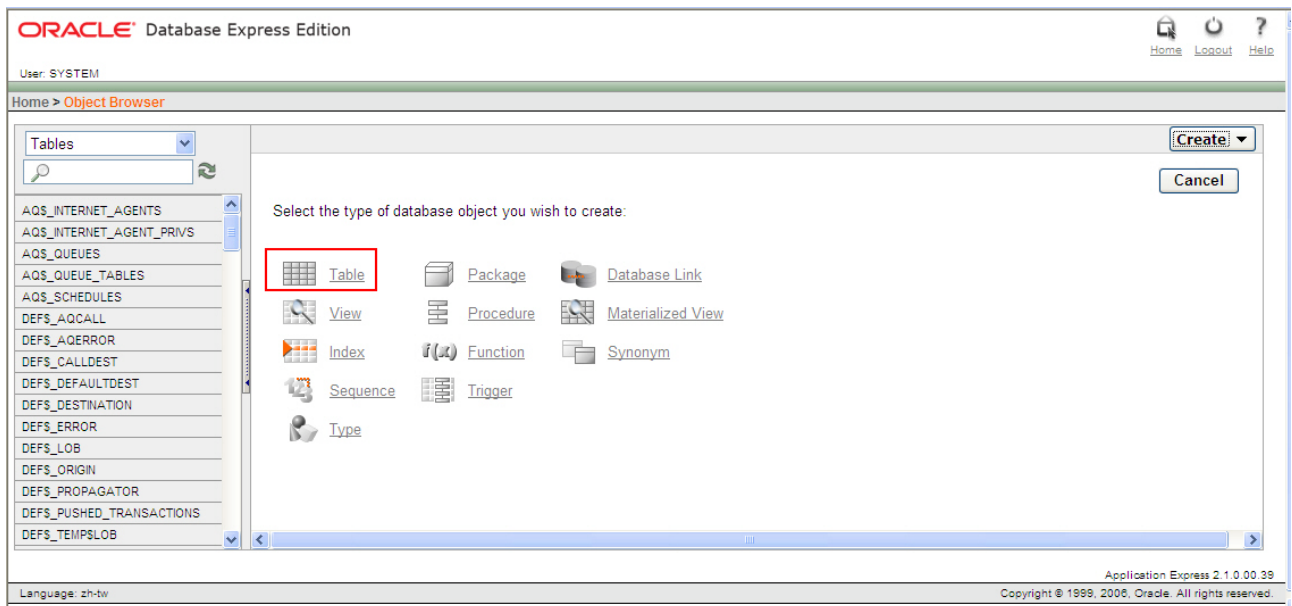 ORACLE Database Express Edition
Home Logout Help
User: SYSTEM
Home > Object Browser
Tables
Create
Cancel
Select the type of database object you wish to create:
AQ$_INTERNET_AGENTS
AQ$_INTERNET_AGENT_PRIVS
AQ$_QUEUES
AQ$_QUEUE_TABLES
AQ$_SCHEDULES
DEF$_AQCALL
DEF$_AQERROR
DEF$_CALLDEST
DEF$_DEFAULTDEST
DEF$_DESTINATION
DEF$_ERROR
DEF$_LOB
DEF$_ORIGIN
DEF$_PROPAGATOR
DEF$_PUSHED_TRANSACTIONS
DEF$_TEMP$LOB
Table Package Database Link
View Procedure Materialized View
Index f(x) Function Synonym
123 Sequence Trigger
Type
Application Express 2.1.0.00.39
Language: zh-tw Copyright © 1999, 2006, Oracle. All rights reserved.